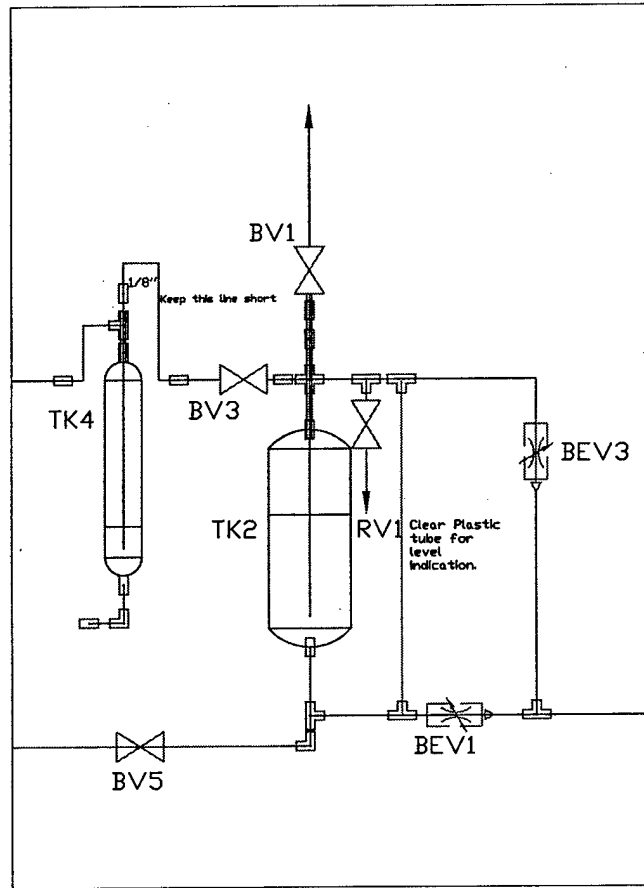 BV1
1/8"
Keep this line short
BV3
TK4
BEV3
TK2
RV1
Clear Plastic
tube for
level
indication.
BEV1
BV5